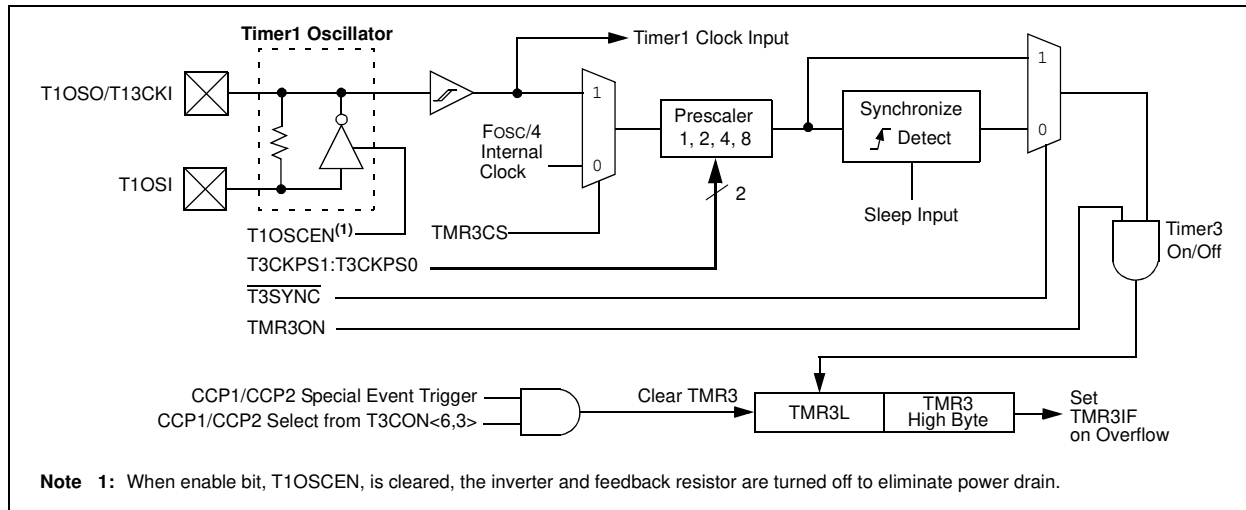 Timer1 Oscillator
Timer1 Clock Input
T1OSO/T13CKI
1
1
Prescaler
1, 2, 4, 8
Synchronize
Detect
FOSC/4
Internal
Clock
0
0
T1OSI
2
Sleep Input
T1OSCEN(1)
TMR3CS
Timer3
On/Off
T3CKPS1:T3CKPS0
T3SYNC
TMR3ON
CCP1/CCP2 Special Event Trigger
CCP1/CCP2 Select from T3CON<6,3>
Clear TMR3
TMR3L
TMR3
High Byte
Set
TMR3IF
on Overflow
Note 1: When enable bit, T1OSCEN, is cleared, the inverter and feedback resistor are turned off to eliminate power drain.